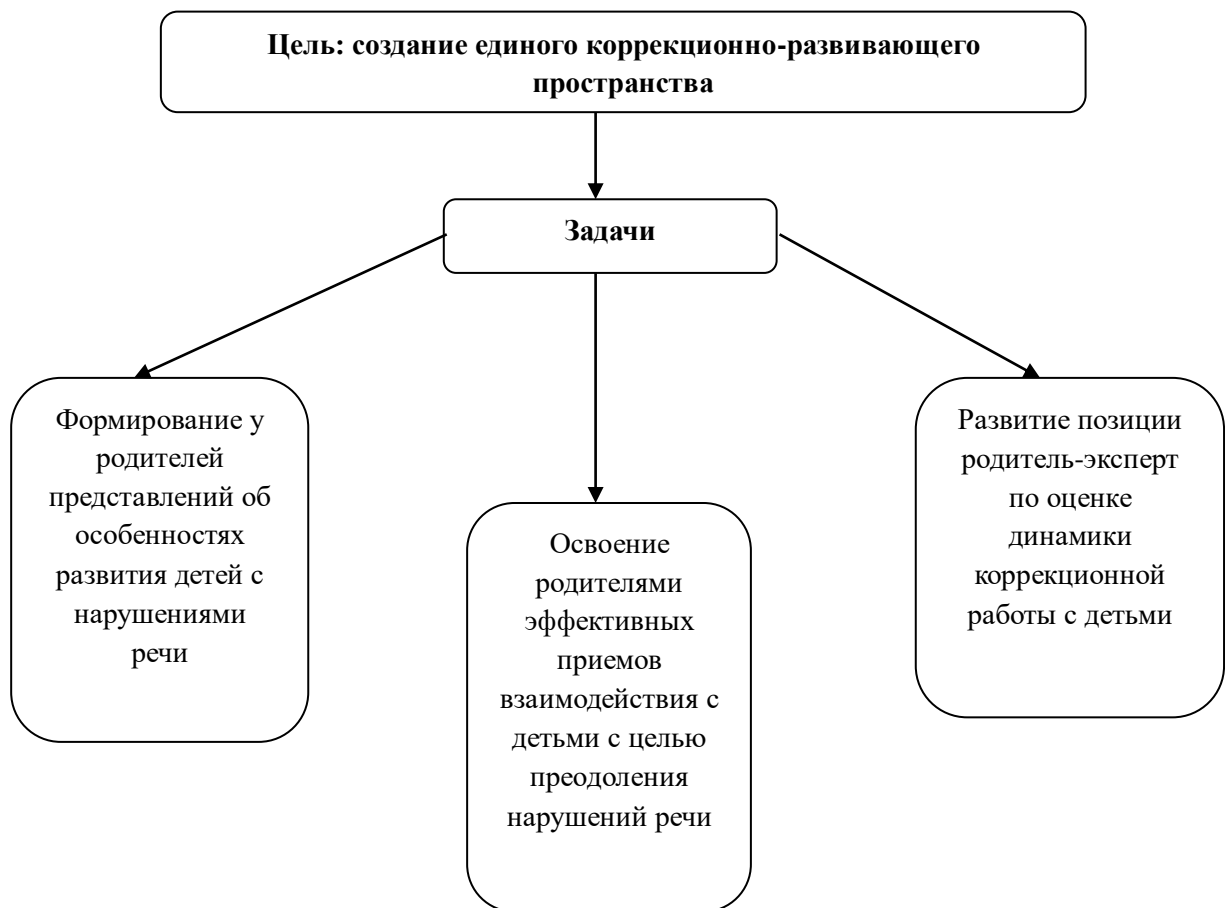 Цель: создание единого коррекционно-развивающего
пространства
Задачи
Формирование у
родителей
представлений об
особенностях
развития детей с
нарушениями
речи
Освоение
родителями
эффективных
приемов
взаимодействия с
детьми с целью
преодоления
нарушений речи
Развитие позиции
родитель-эксперт
по оценке
динамики
коррекционной
работы с детьми